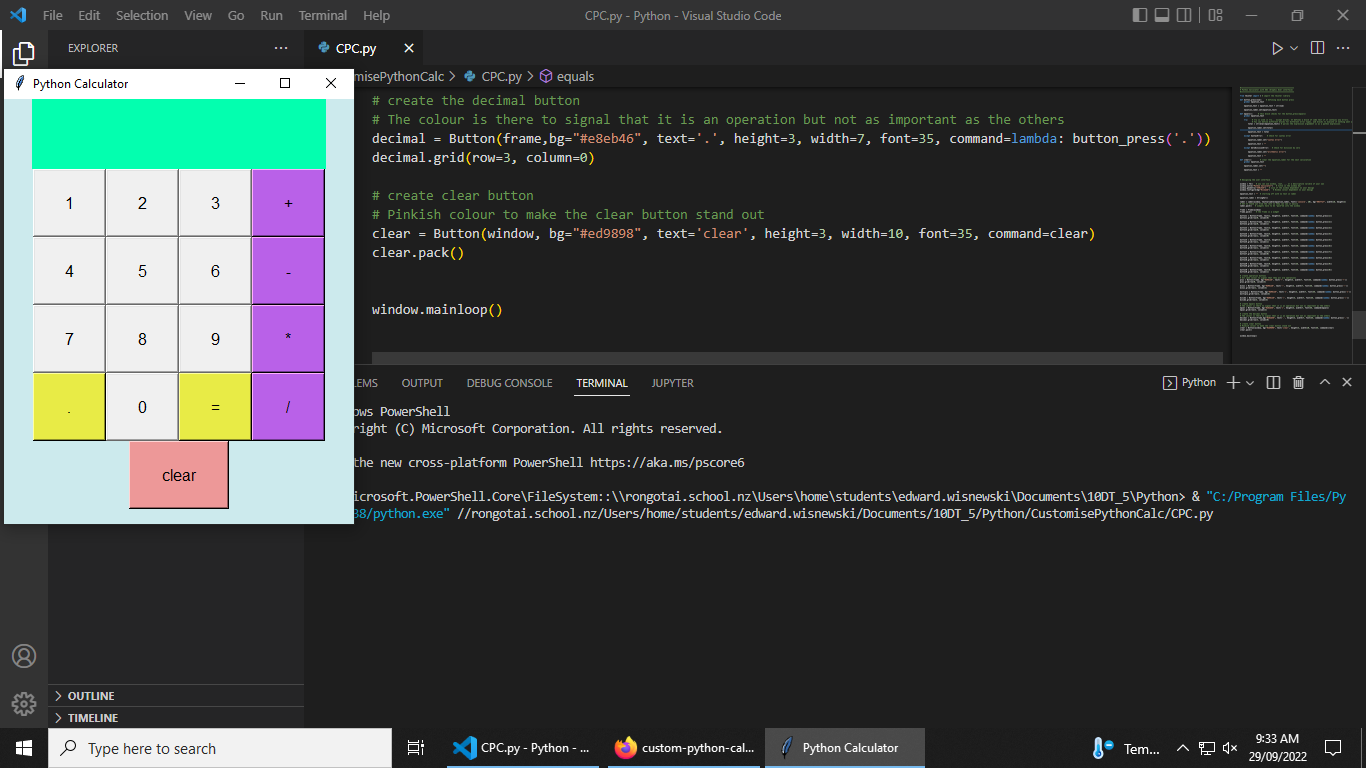 File Edit Selection View Go Run Terminal Help
CPC.py - Python - Visual Studio Code
EXPLORER
CPC.py
Python Calculator
misePythonCalc > CPC.py > equals
1 2 3 +
4 5 6 -
7 8 9 *
. 0 = /
clear
# create the decimal button
# The colour is there to signal that it is an operation but not as important as the others
decimal = Button(frame,bg="#e8eb46", text='.', height=3, width=7, font=35, command=lambda: button_press('.'))
decimal.grid(row=3, column=0)
# create clear button
# Pinkish colour to make the clear button stand out
clear = Button(window, bg="#ed9898", text='clear', height=3, width=10, font=35, command=clear)
clear.pack()
window.mainloop()
LEMS OUTPUT DEBUG CONSOLE TERMINAL JUPYTER
Python
ows PowerShell
right (C) Microsoft Corporation. All rights reserved.
the new cross-platform PowerShell https://aka.ms/pscore6
icrosoft.PowerShell.Core\FileSystem::\\rongotai.school.nz\Users\home\students\edward.wisnewski\Documents\10DT_5\Python> & "C:/Program Files/Py
38/python.exe" //rongotai.school.nz/Users/home/students/edward.wisnewski/Documents/10DT_5/Python/CustomisePythonCalc/CPC.py
OUTLINE
TIMELINE
Type here to search
CPC.py - Python - ...
custom-python-cal...
Python Calculator
Tem...
9:33 AM
29/09/2022